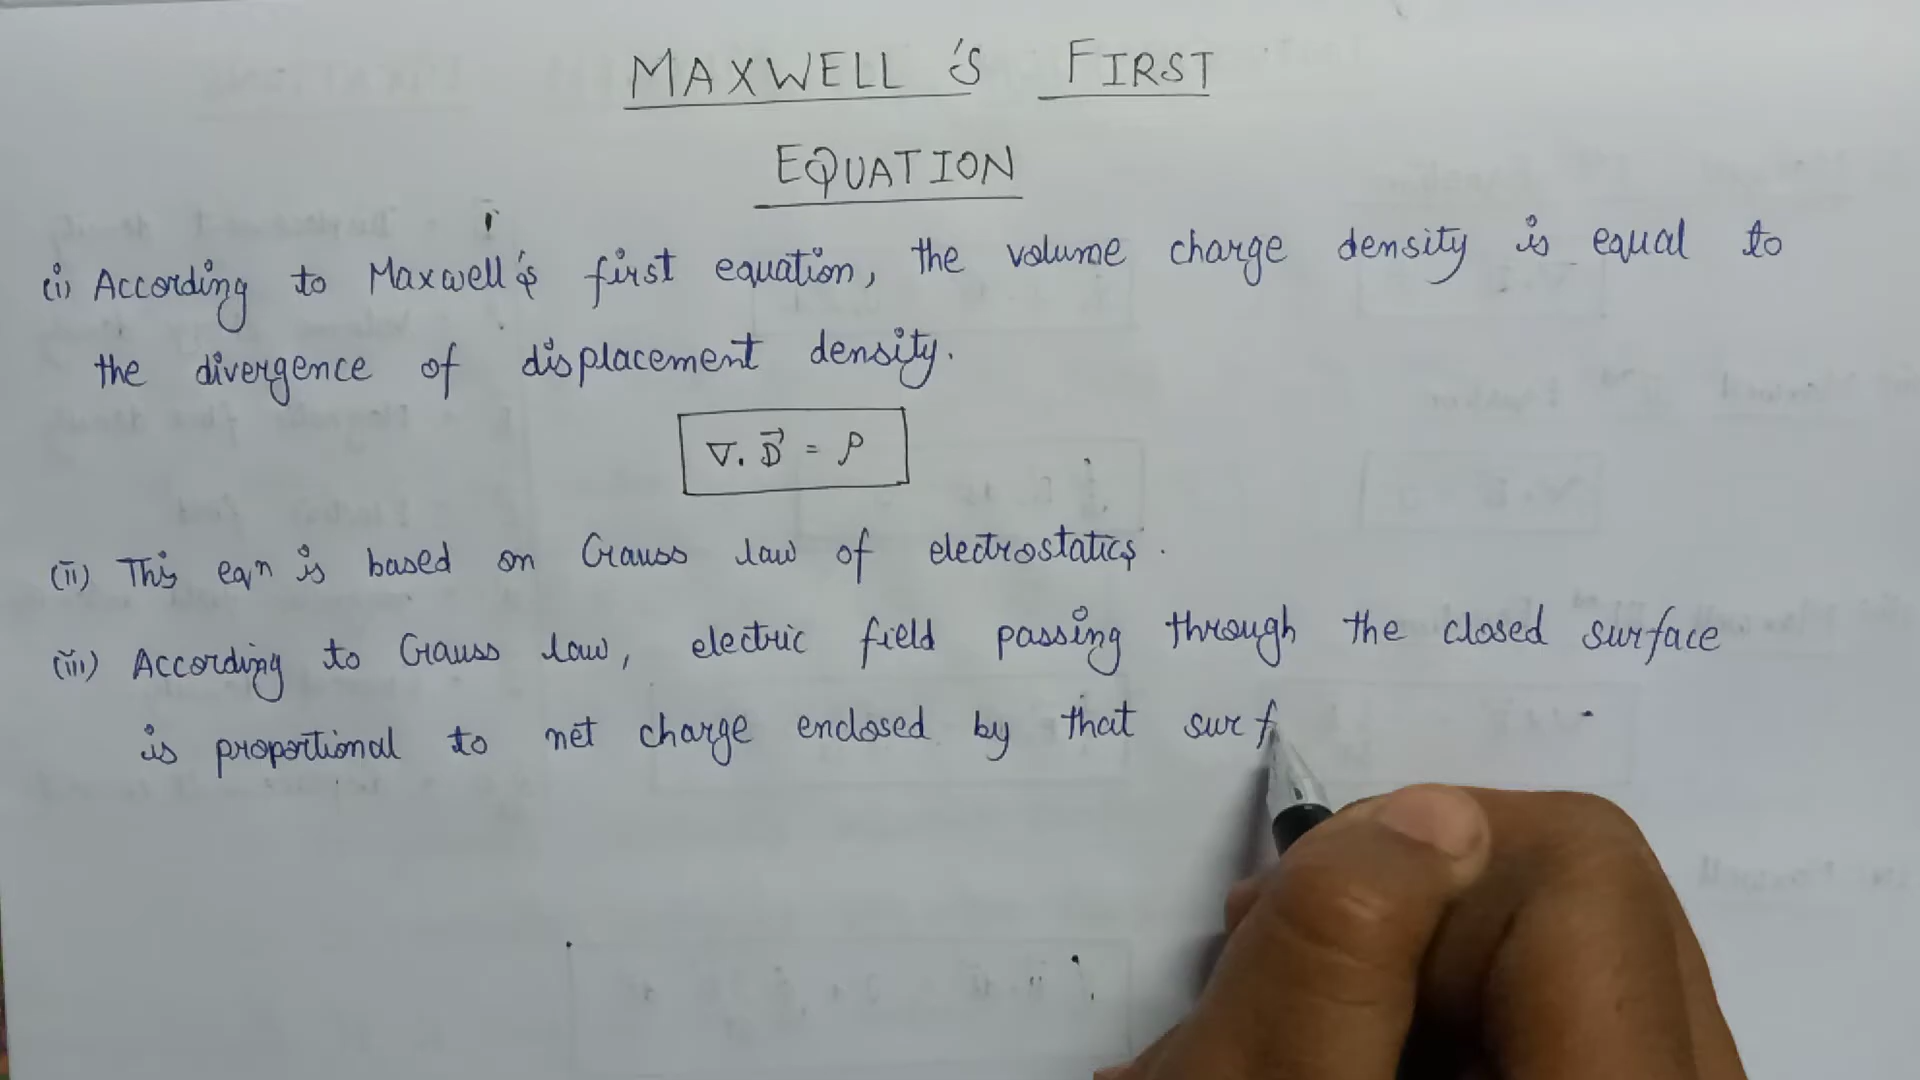 MAXWELL'S FIRST
EQUATION
(i) According to Maxwell's first equation, the volume charge density is equal to
the divergence of displacement density.
∇. D⃗ = ρ
(ii) This eqn is based on Gauss law of electrostatics.
(iii) According to Gauss law, electric field passing through the closed surface
is proportional to net charge enclosed by that surf